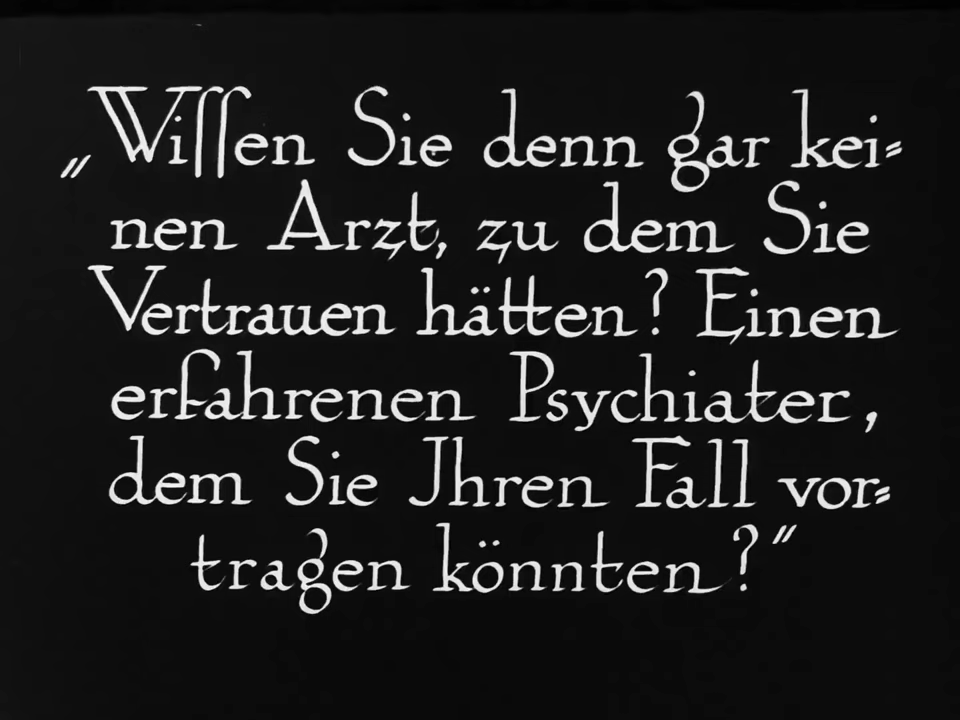 „Wiſſen Sie denn gar kei=
nen Arzt, zu dem Sie
Vertrauen hätten? Einen
erfahrenen Psychiater,
dem Sie Ihren Fall vor=
tragen könnten?“